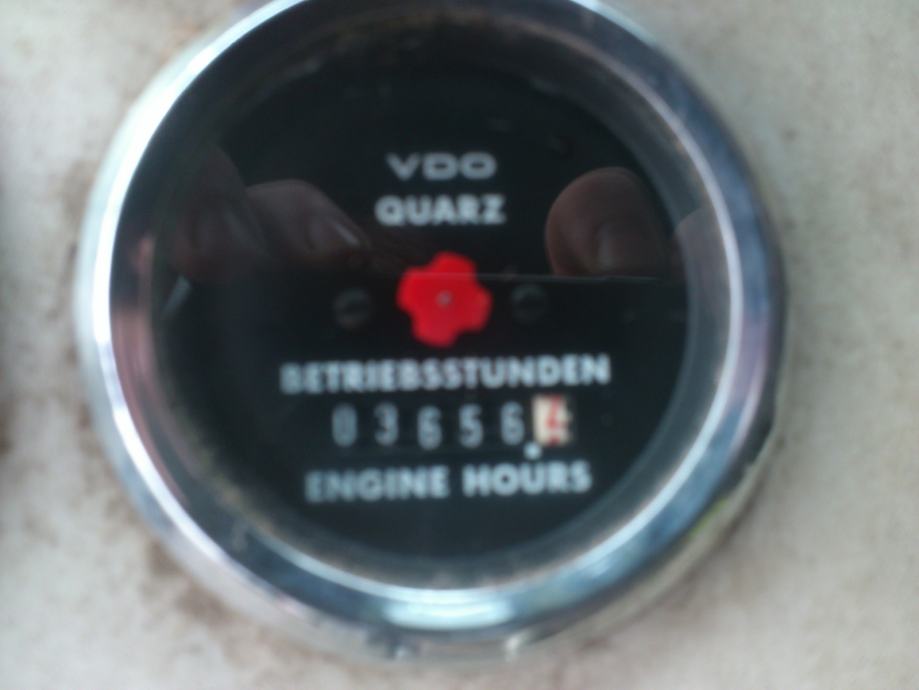 VDO
QUARZ
BETRIEBSSTUNDEN
03656
ENGINE HOURS